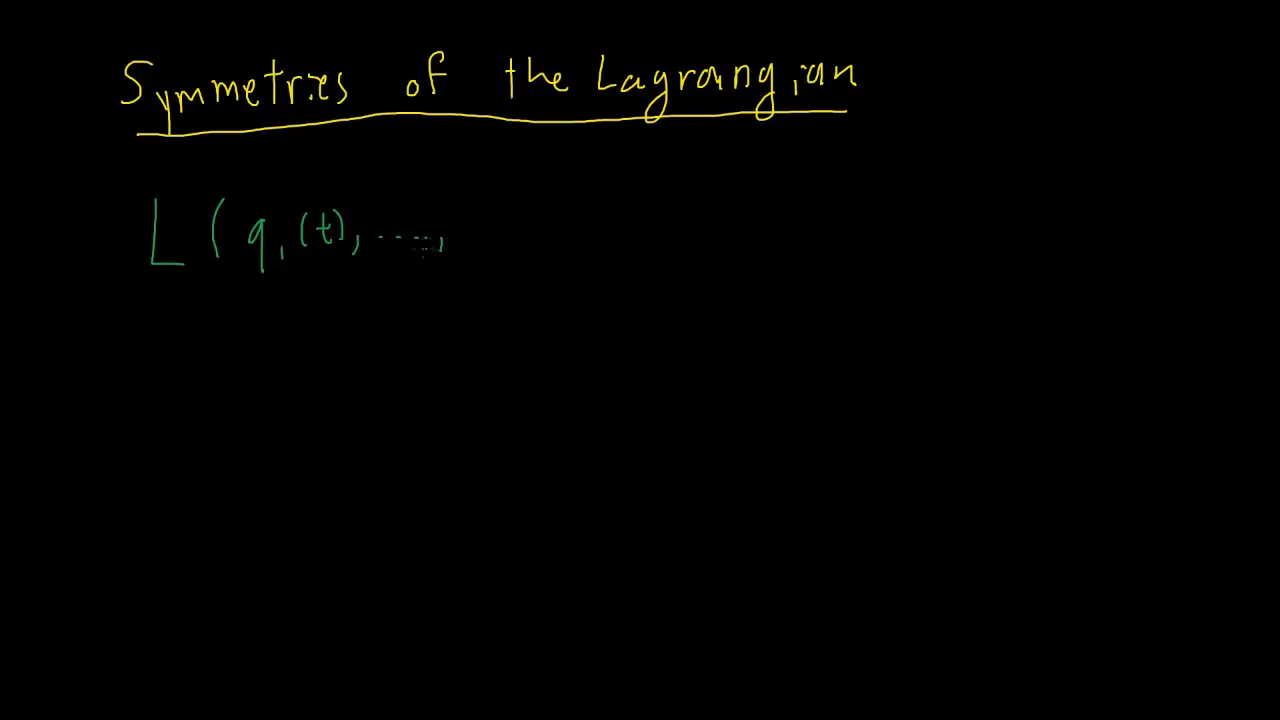 Symmetries of the Lagrangian
L ( q₁(t), ....,